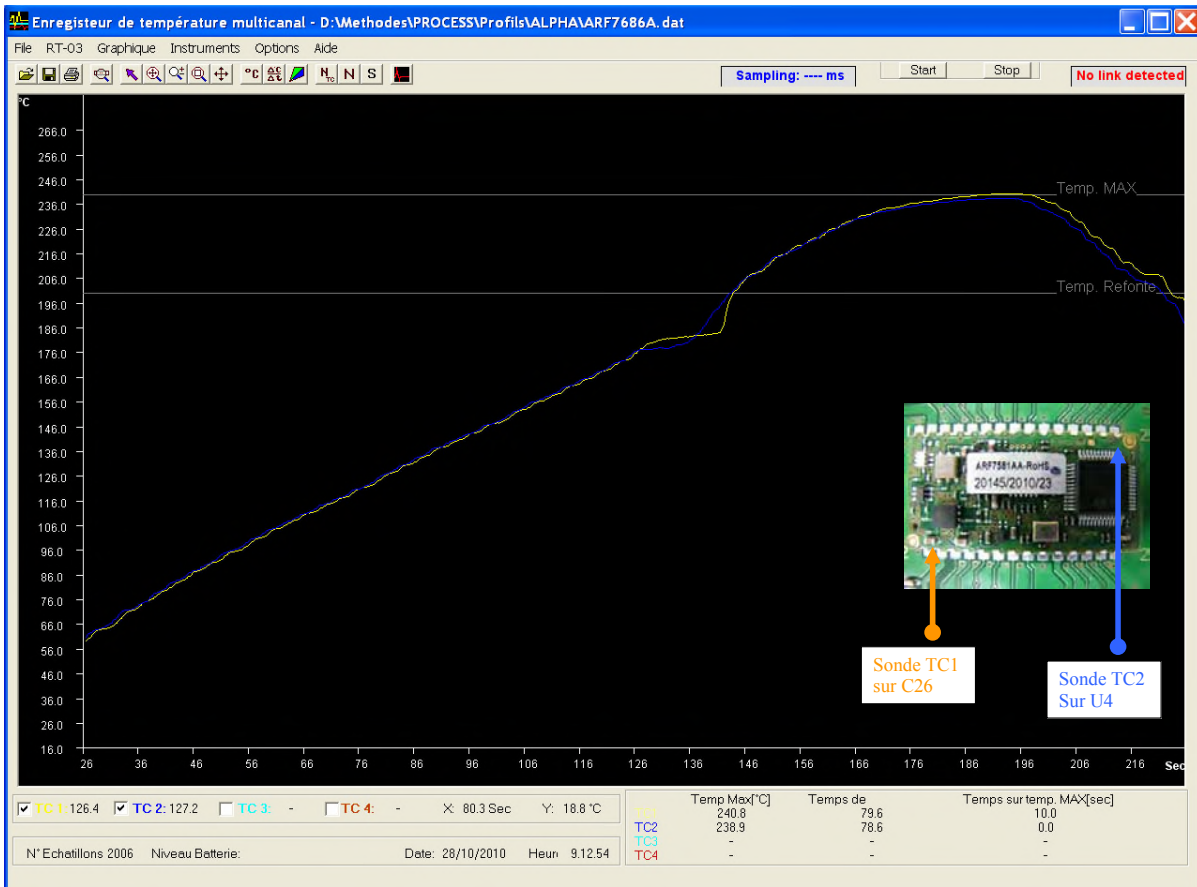 Enregisteur de température multicanal - D:\Methodes\PROCESS\Profils\ALPHA\ARF7686A.dat
File RT-03 Graphique Instruments Options Aide
°C N S Sampling: ---- ms Start Stop No link detected
°C
266.0
256.0
246.0
Temp. MAX
236.0
226.0
216.0
206.0
Temp. Refonte
196.0
186.0
176.0
166.0
156.0
146.0
136.0
126.0
116.0
106.0
96.0
86.0
76.0
66.0
56.0
46.0
36.0
26.0
16.0
ARF7581AA-RoHS
20145/2010/23
Sonde TC1
sur C26
Sonde TC2
Sur U4
26 36 46 56 66 76 86 96 106 116 126 136 146 156 166 176 186 196 206 216 Sec
TC 1: 126.4 TC 2: 127.2 TC 3: - TC 4: - X: 80.3 Sec Y: 18.8 °C
Temp Max[°C] Temps de Temps sur temp. MAX[sec]
TC1 240.8 79.6 10.0
TC2 238.9 78.6 0.0
TC3 - - -
TC4 - - -
N° Echatillons 2006 Niveau Batterie: Date: 28/10/2010 Heur 9.12.54